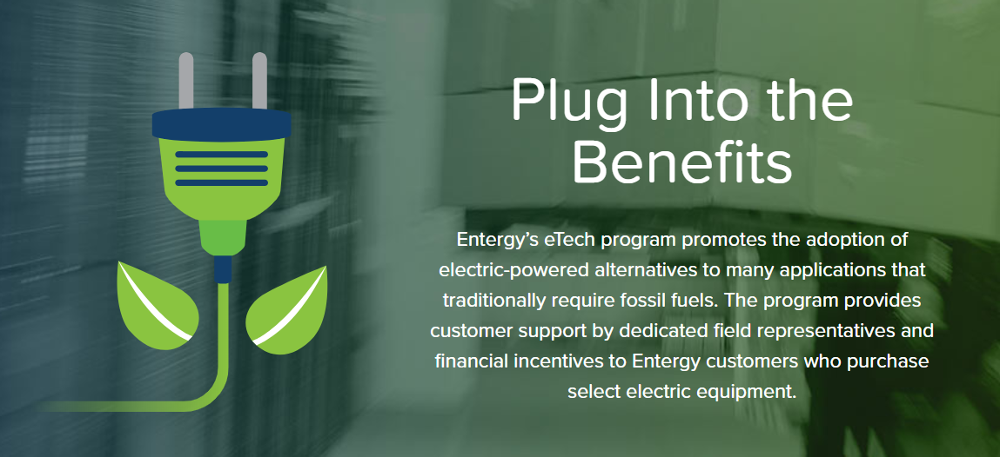 Plug Into the
Benefits
Entergy’s eTech program promotes the adoption of
electric-powered alternatives to many applications that
traditionally require fossil fuels. The program provides
customer support by dedicated field representatives and
financial incentives to Entergy customers who purchase
select electric equipment.